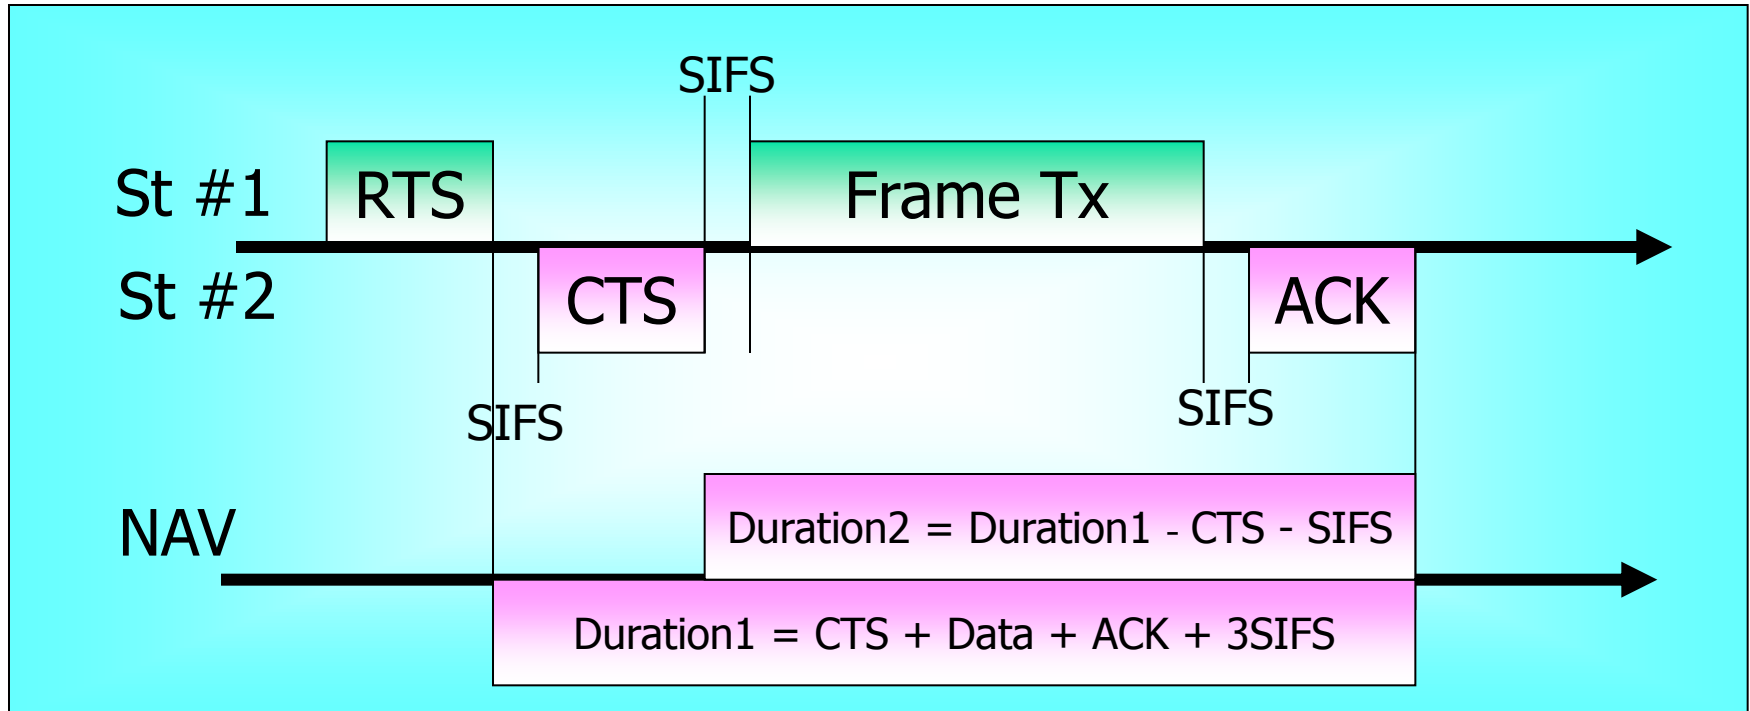 SIFS
St #1
RTS
Frame Tx
St #2
CTS
ACK
SIFS
SIFS
NAV
Duration2 = Duration1 - CTS - SIFS
Duration1 = CTS + Data + ACK + 3SIFS